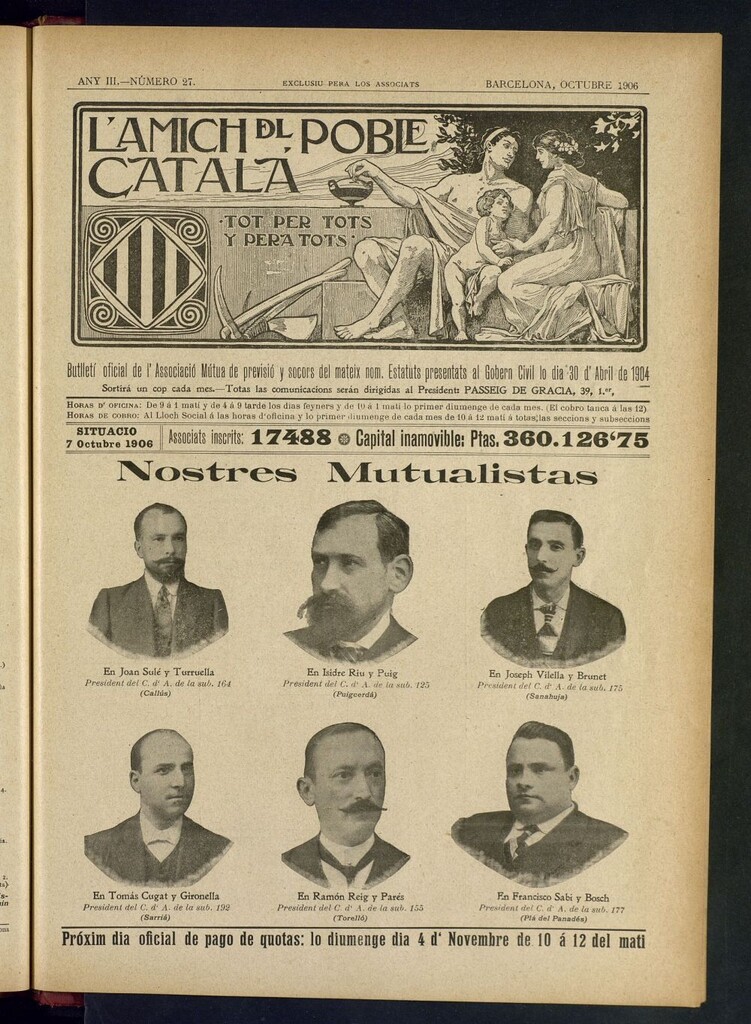 ANY III.—NÚMERO 27.
EXCLUSIU PERA LOS ASSOCIATS
BARCELONA, OCTUBRE 1906
L'AMICH DL POBLE
CATALÀ
·TOT PER TOTS
Y PERA TOTS·
Butlletí oficial de l' Associació Mútua de previsió y socors del mateix nom. Estatuts presentats al Gobern Civil lo dia 30 d' Abril de 1904
Sortirá un cop cada mes.—Totas las comunicacions serán dirigidas al President: PASSEIG DE GRACIA, 39, 1.er,
HORAS D' OFICINA: De 9 á 1 matí y de 4 á 9 tarde los días feyners y de 10 á 1 matí lo primer diumenge de cada mes. (El cobro tanca á las 12)
HORAS DE COBRO: Al Lloch Social á las horas d'oficina y lo primer diumenge de cada mes de 10 á 12 matí á totas las seccions y subseccions
SITUACIO
7 Octubre 1906
Associats inscrits: 17488 Capital inamovible: Ptas. 360.126'75
Nostres Mutualistas
En Joan Sulé y Turruella
President del C. d' A. de la sub. 164
(Callús)
En Isidre Riu y Puig
President del C. d' A. de la sub. 125
(Puigcerdá)
En Joseph Vilella y Brunet
President del C. d' A. de la sub. 175
(Sanahuja)
En Tomás Cugat y Gironella
President del C. d' A. de la sub. 192
(Sarriá)
En Ramón Reig y Parés
President del C. d' A. de la sub. 155
(Torelló)
En Francisco Sabi y Bosch
President del C. d' A. de la sub. 177
(Plá del Panadés)
Próxim dia oficial de pago de quotas: lo diumenge dia 4 d' Novembre de 10 á 12 del mati